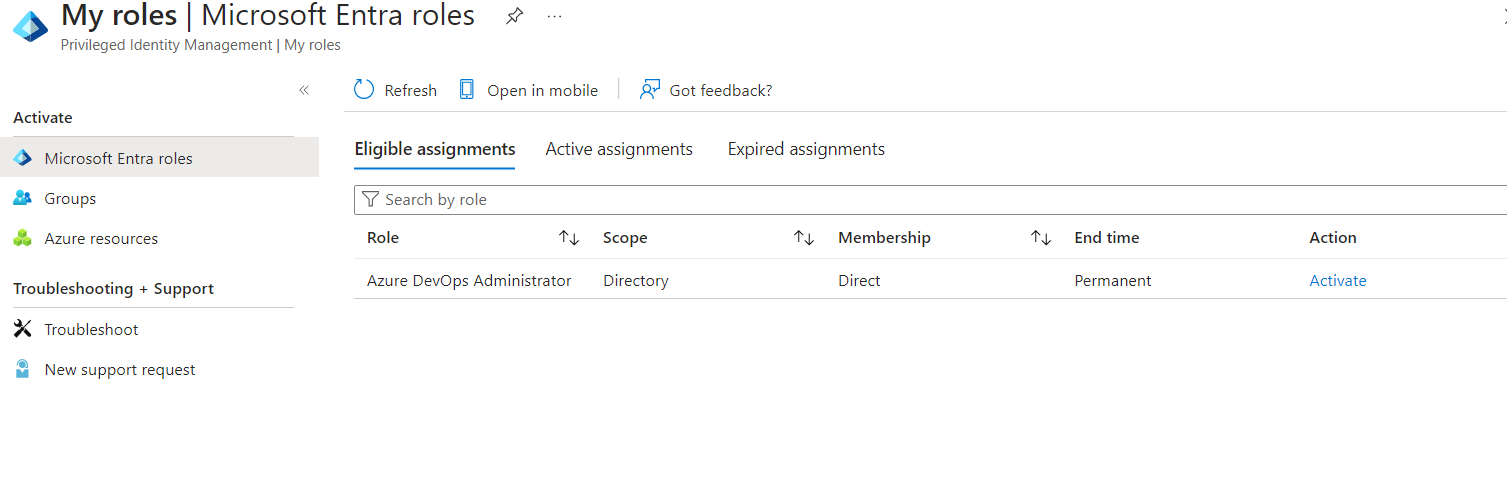 My roles | Microsoft Entra roles
Privileged Identity Management | My roles
Activate
Microsoft Entra roles
Groups
Azure resources
Troubleshooting + Support
Troubleshoot
New support request
Refresh Open in mobile Got feedback?
Eligible assignments Active assignments Expired assignments
Search by role
Role Scope Membership End time Action
Azure DevOps Administrator Directory Direct Permanent Activate